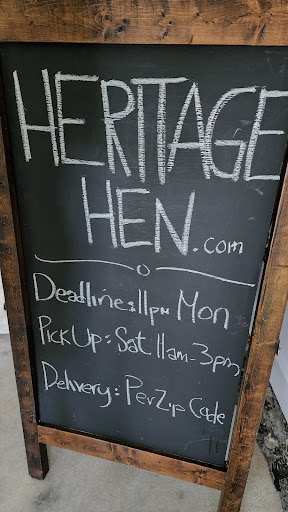 HERITAGE
HEN.com
Deadline: 11pm Mon
Pick Up: Sat 11am-3pm
Delivery: Per Zip Code